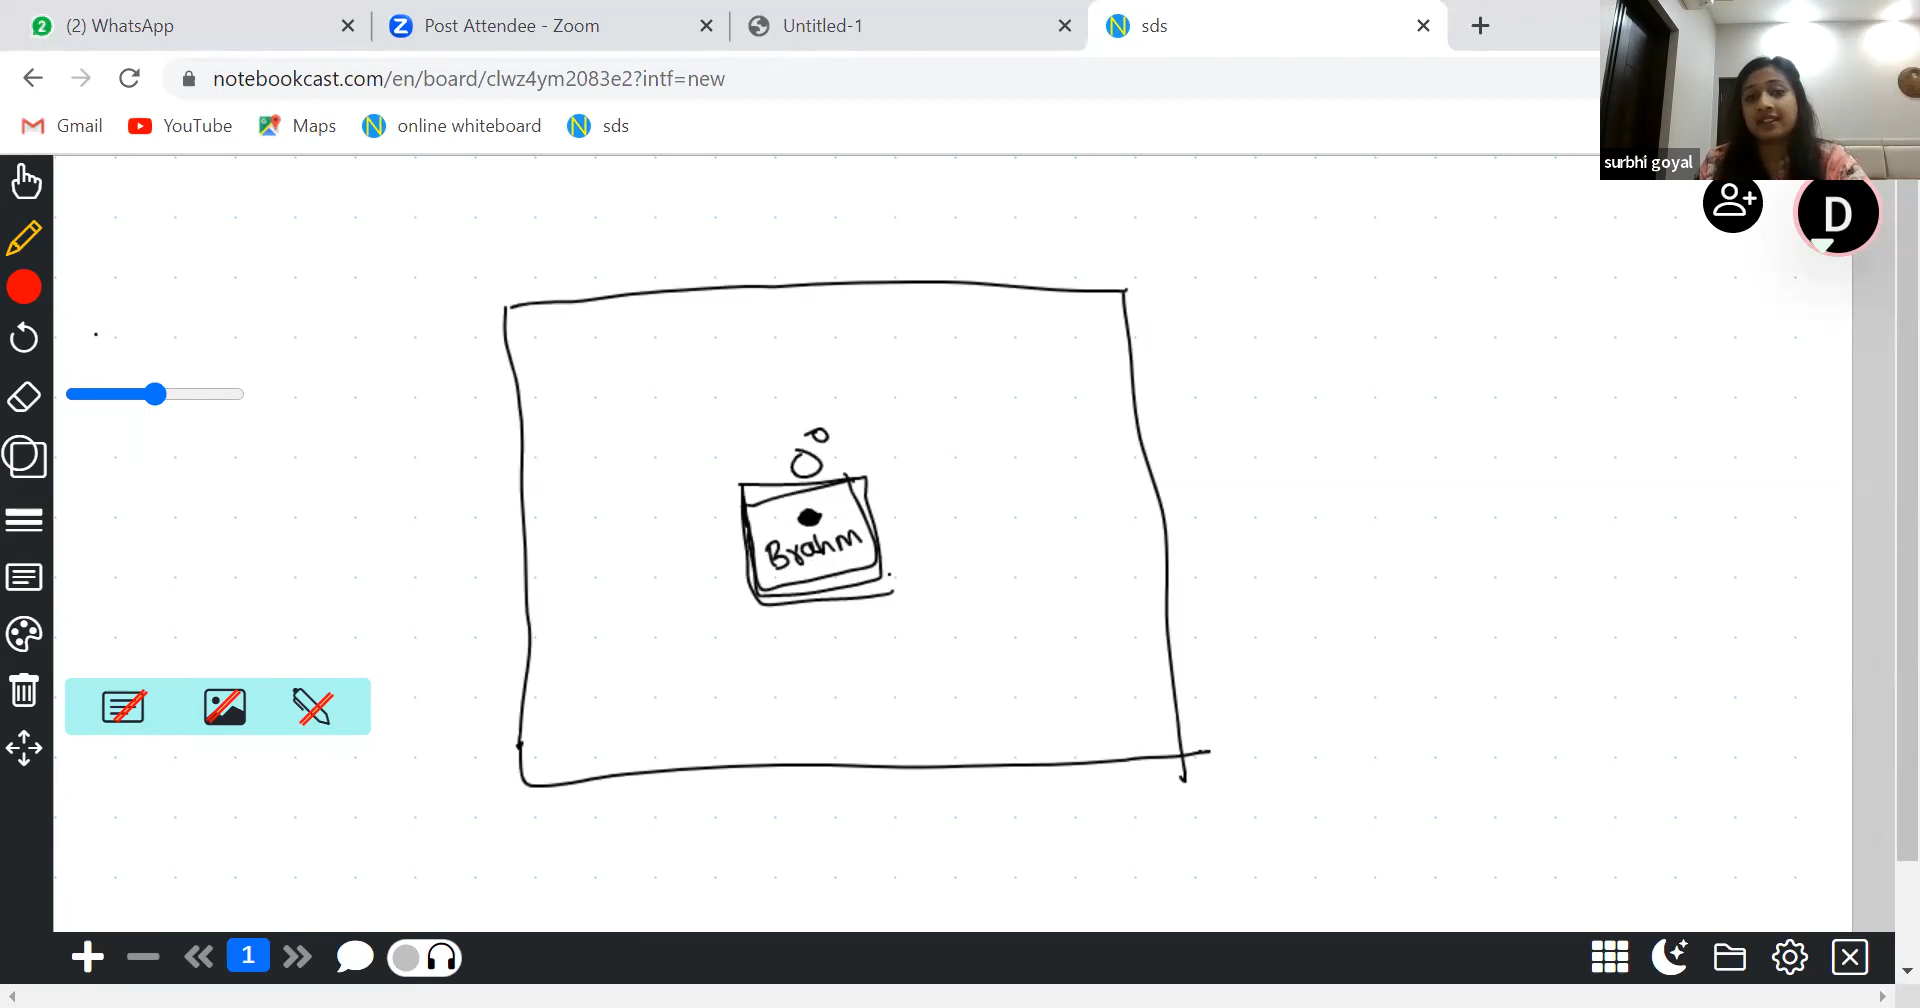 (2) WhatsApp
Post Attendee - Zoom
Untitled-1
sds
notebookcast.com/en/board/clwz4ym2083e2?intf=new
Gmail
YouTube
Maps
online whiteboard
sds
surbhi goyal
D
Brahm
1